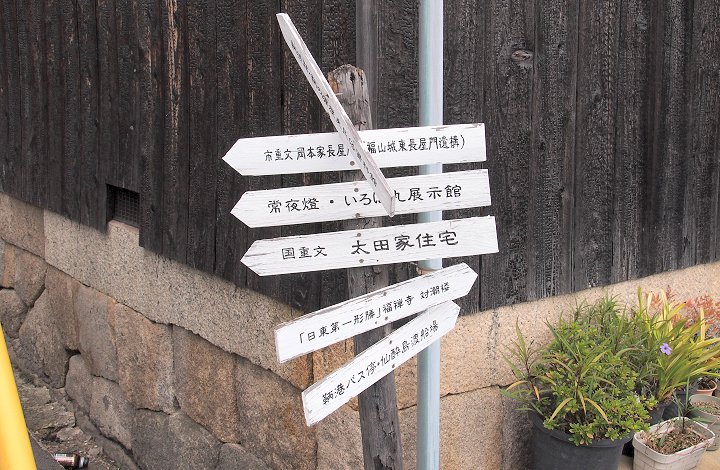 市重文 岡本家長屋 福山城東長屋門遺構)
常夜燈・いろは丸展示館
国重文 太田家住宅
「日東第一形勝」福禅寺 対潮楼
鞆港バス停・仙酔島渡船場